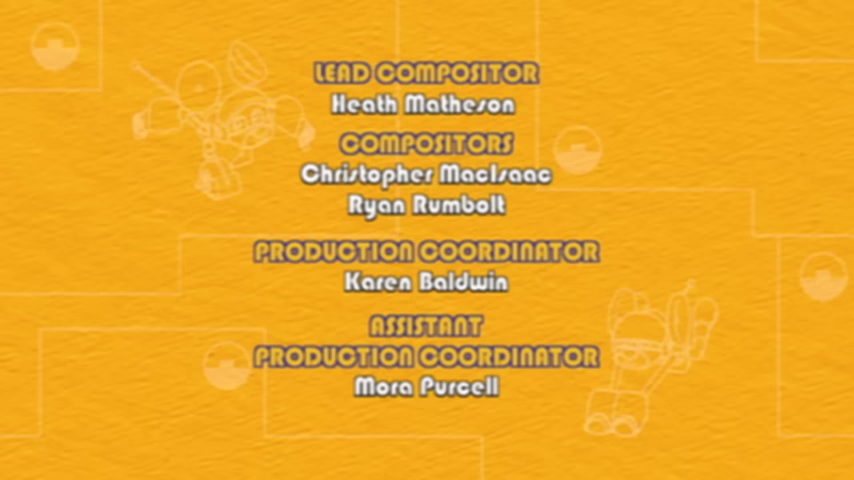 LEAD COMPOSITOR
Heath Matheson
COMPOSITORS
Christopher MacIsaac
Ryan Rumbolt
PRODUCTION COORDINATOR
Karen Baldwin
ASSISTANT
PRODUCTION COORDINATOR
Mora Purcell